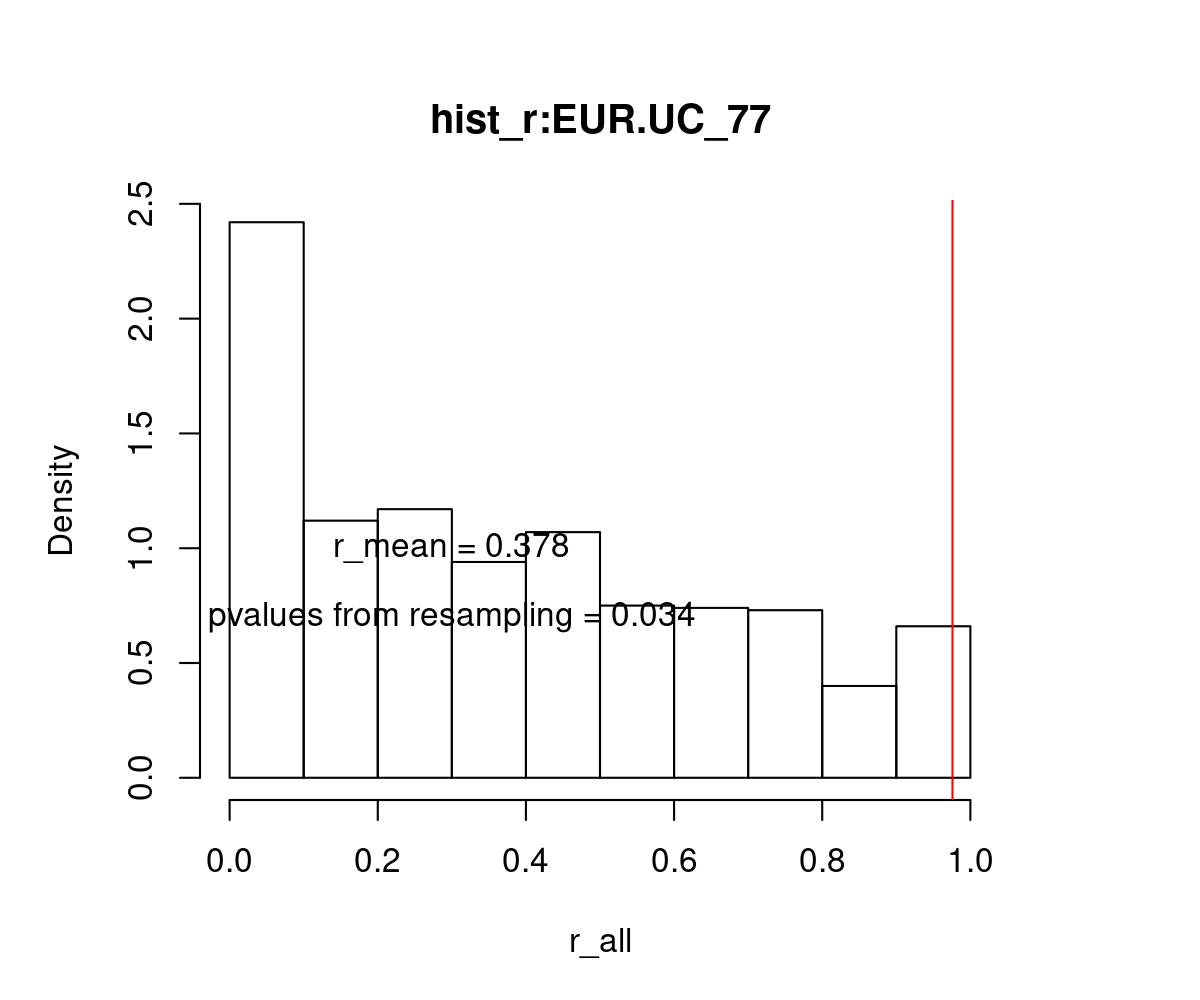 hist_r:EUR.UC_77
2.5
2.0
1.5
1.0
0.5
0.0
Density
r_mean = 0.378
pvalues from resampling = 0.034
0.0 0.2 0.4 0.6 0.8 1.0
r_all